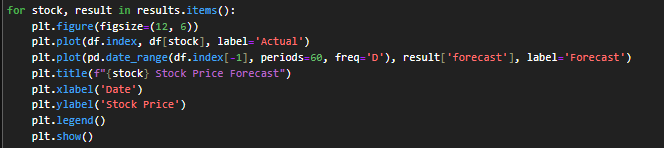 for stock, result in results.items():
    plt.figure(figsize=(12, 6))
    plt.plot(df.index, df[stock], label='Actual')
    plt.plot(pd.date_range(df.index[-1], periods=60, freq='D'), result['forecast'], label='Forecast')
    plt.title(f"{stock} Stock Price Forecast")
    plt.xlabel('Date')
    plt.ylabel('Stock Price')
    plt.legend()
    plt.show()